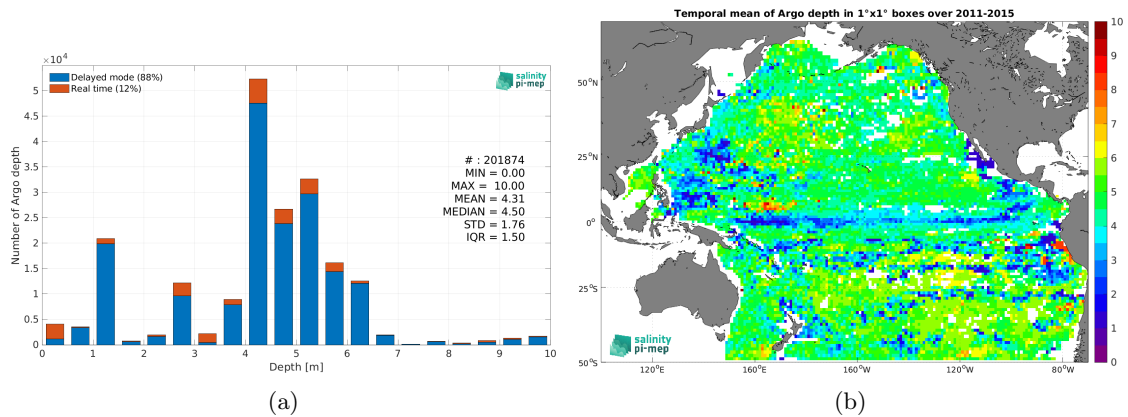 ×10⁴
Delayed mode (88%)
Real time (12%)
salinity
pi-mep
Number of Argo depth
5
4.5
4
3.5
3
2.5
2
1.5
1
0.5
0
# : 201874
MIN = 0.00
MAX = 10.00
MEAN = 4.31
MEDIAN = 4.50
STD = 1.76
IQR = 1.50
0 1 2 3 4 5 6 7 8 9 10
Depth [m]
(a)
Temporal mean of Argo depth in 1°x1° boxes over 2011-2015
50°N
25°N
0°
25°S
50°S
120°E
160°E
160°W
120°W
80°W
salinity
pi-mep
10
9
8
7
6
5
4
3
2
1
0
(b)